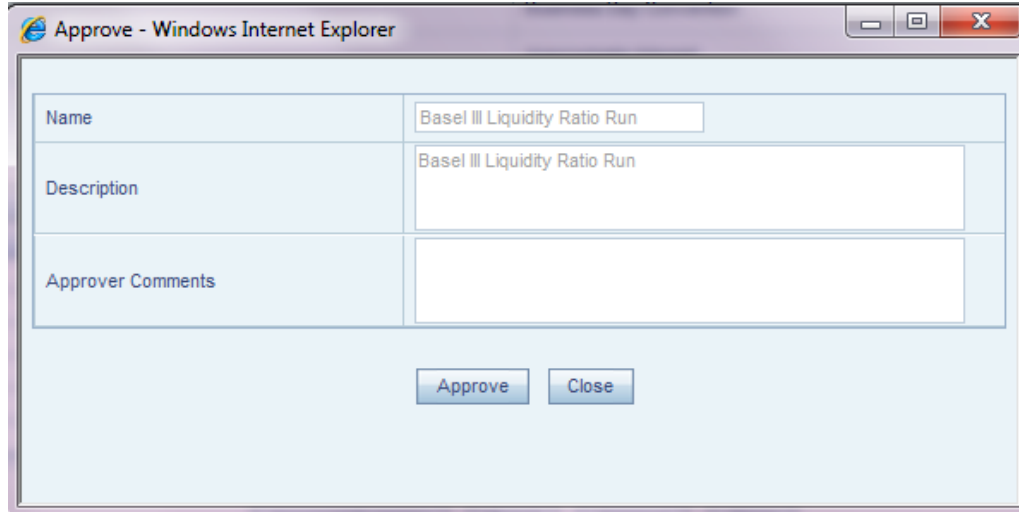 Approve - Windows Internet Explorer
Name
Basel III Liquidity Ratio Run
Description
Basel III Liquidity Ratio Run
Approver Comments
Approve
Close